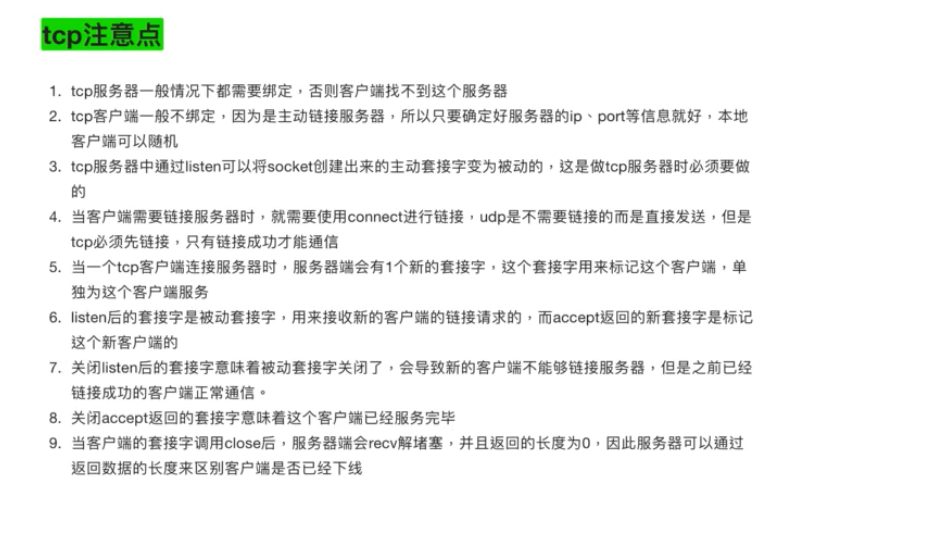 tcp注意点
1. tcp服务器一般情况下都需要绑定，否则客户端找不到这个服务器
2. tcp客户端一般不绑定，因为是主动链接服务器，所以只要确定好服务器的ip、port等信息就好，本地
客户端可以随机
3. tcp服务器中通过listen可以将socket创建出来的主动套接字变为被动的，这是做tcp服务器时必须要做
的
4. 当客户端需要链接服务器时，就需要使用connect进行链接，udp是不需要链接的而是直接发送，但是
tcp必须先链接，只有链接成功才能通信
5. 当一个tcp客户端连接服务器时，服务器端会有1个新的套接字，这个套接字用来标记这个客户端，单
独为这个客户端服务
6. listen后的套接字是被动套接字，用来接收新的客户端的链接请求的，而accept返回的新套接字是标记
这个新客户端的
7. 关闭listen后的套接字意味着被动套接字关闭了，会导致新的客户端不能够链接服务器，但是之前已经
链接成功的客户端正常通信。
8. 关闭accept返回的套接字意味着这个客户端已经服务完毕
9. 当客户端的套接字调用close后，服务器端会recv解堵塞，并且返回的长度为0，因此服务器可以通过
返回数据的长度来区别客户端是否已经下线